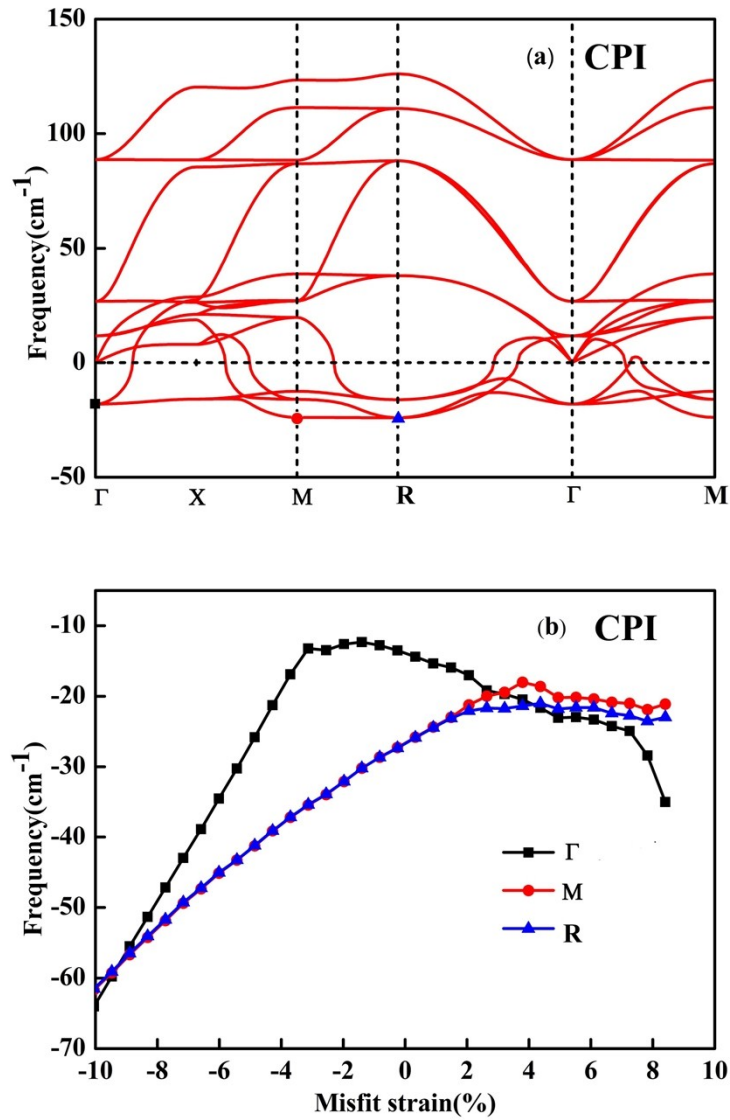 150
(a) CPI
100
50
0
-50
Frequency(cm⁻¹)
Γ X M R Γ M
-10
(b) CPI
-20
-30
-40
-50
-60
-70
Frequency(cm⁻¹)
Γ
M
R
-10 -8 -6 -4 -2 0 2 4 6 8 10
Misfit strain(%)